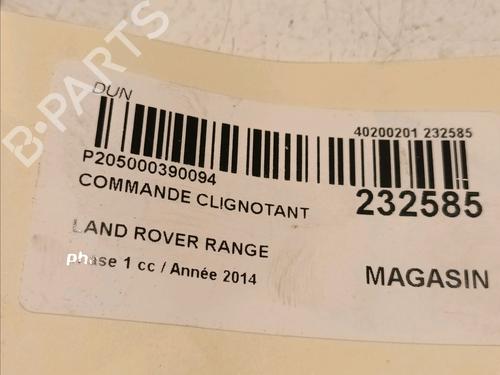 DUN
40200201 232585
P205000390094
COMMANDE CLIGNOTANT
232585
LAND ROVER RANGE
phase 1 cc / Année 2014
MAGASIN
B-PARTS